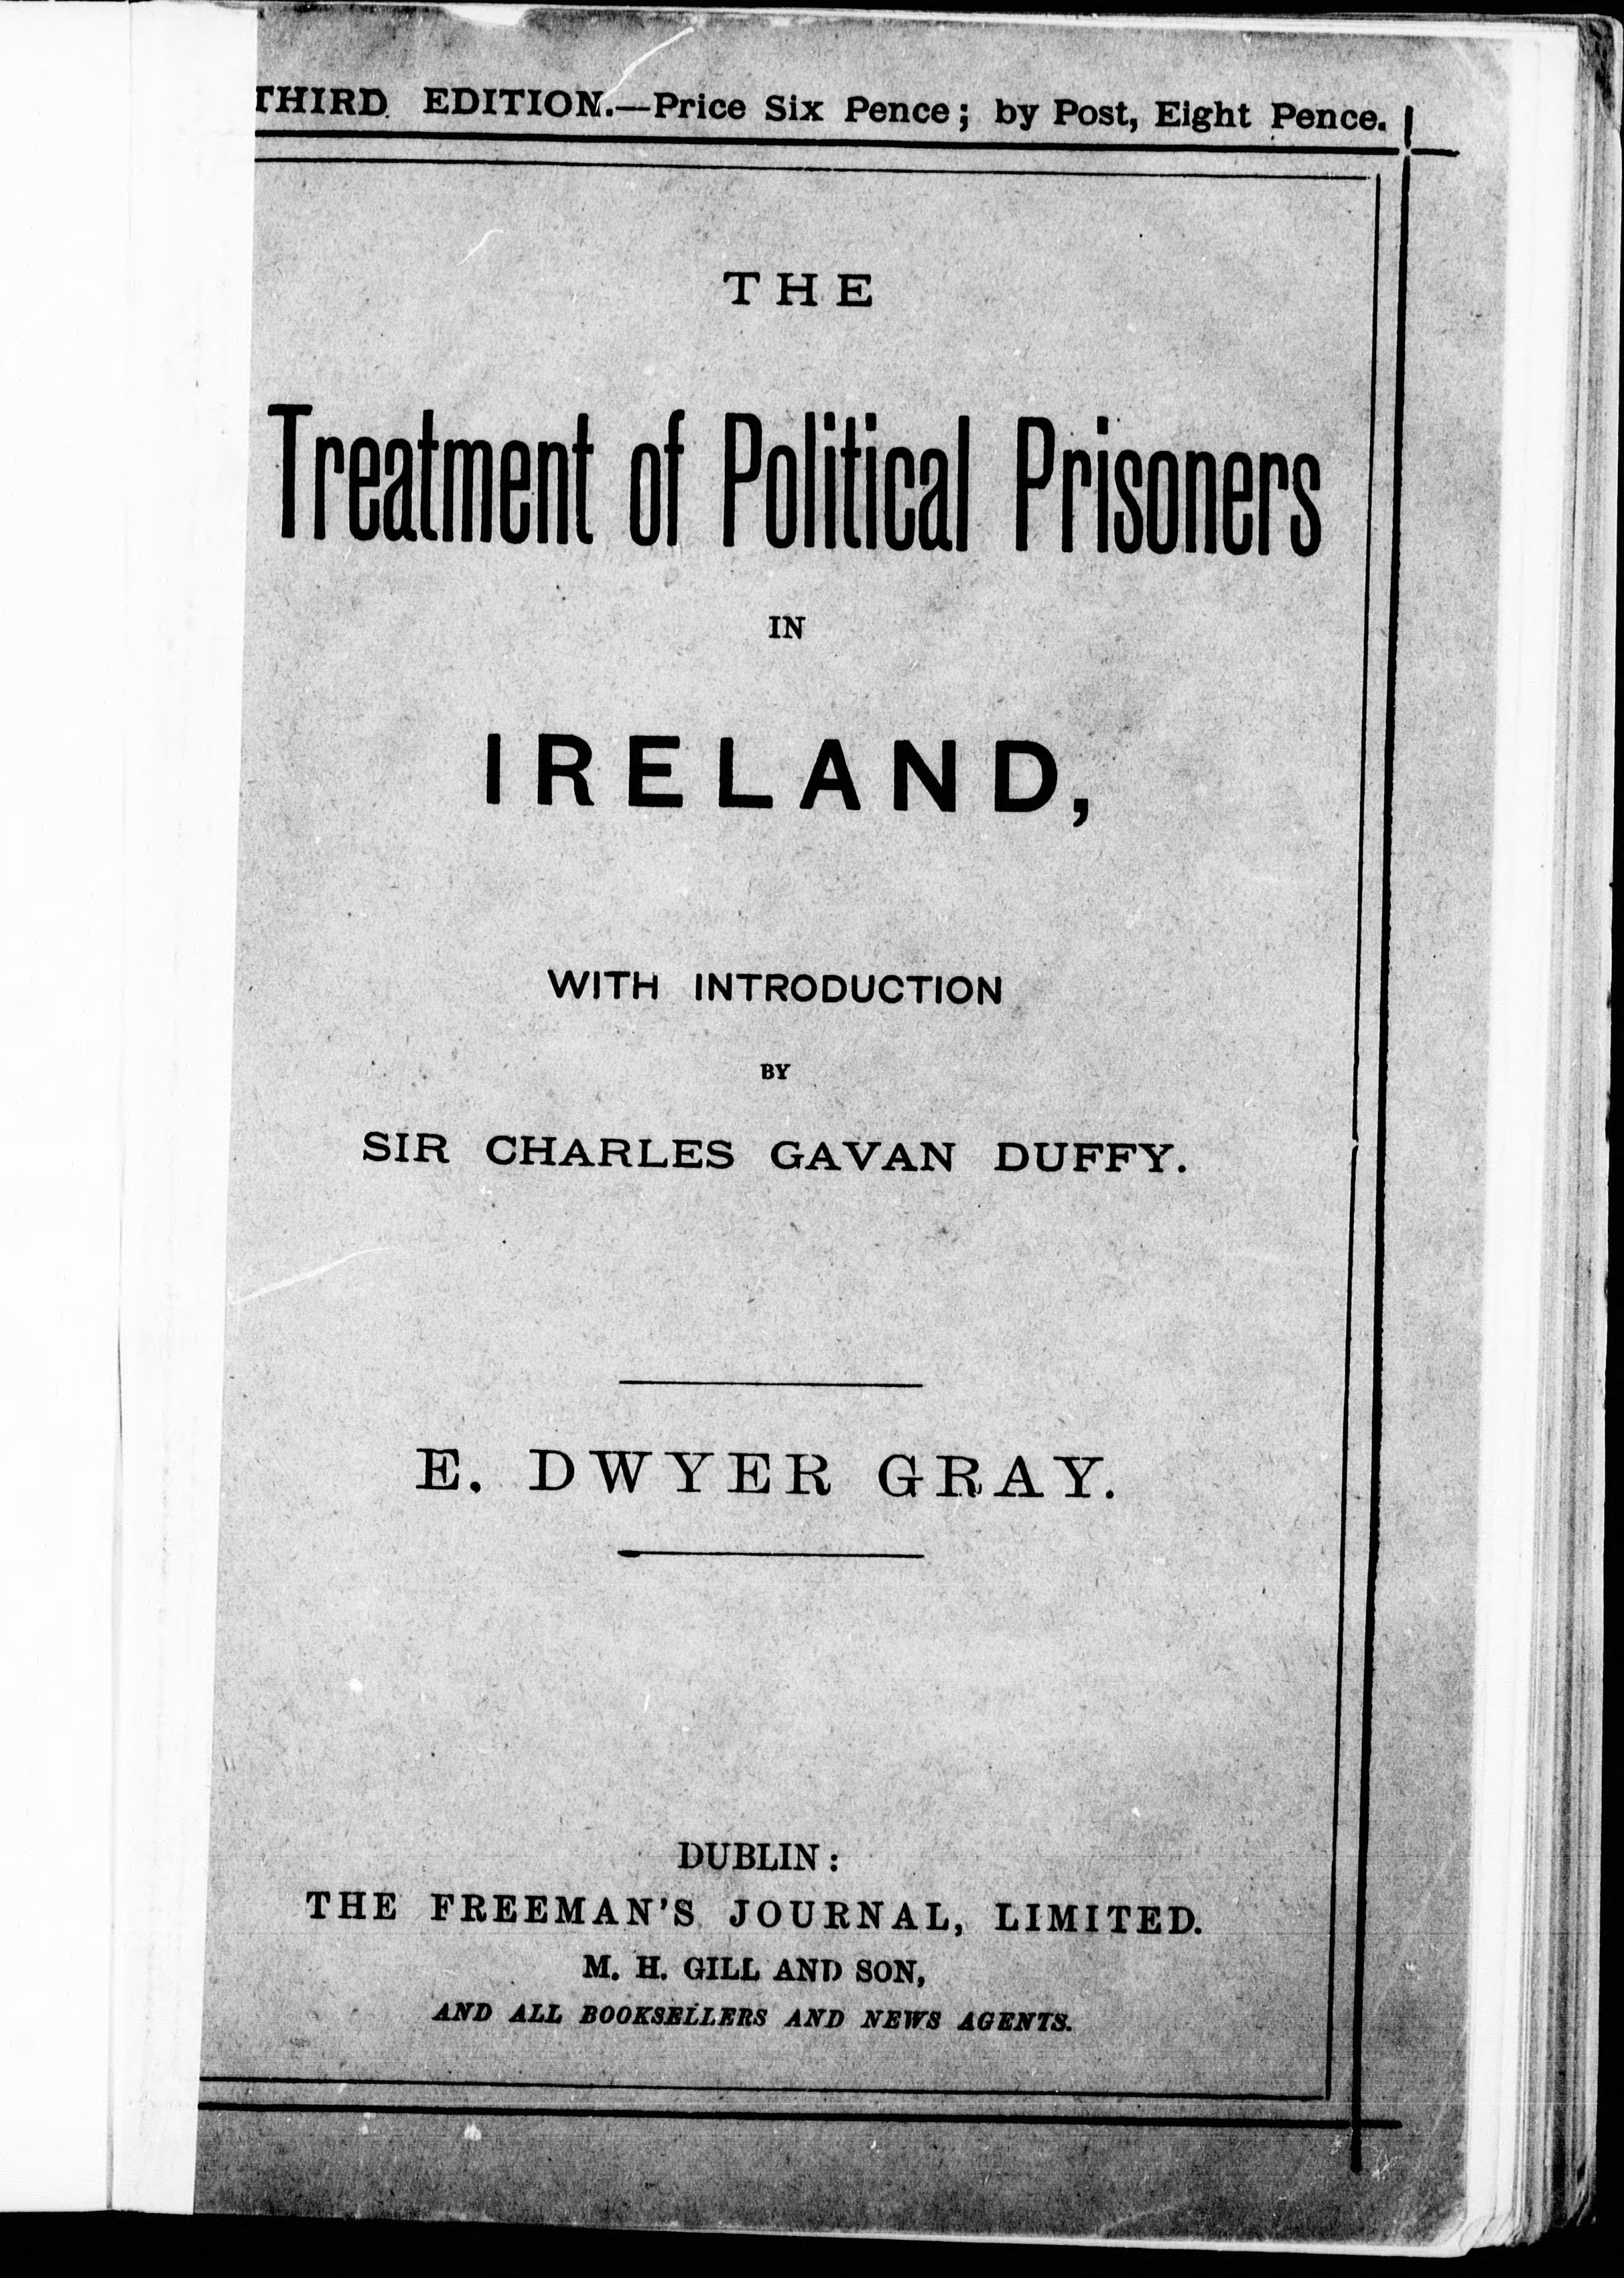 THIRD EDITION.—Price Six Pence; by Post, Eight Pence.
THE
Treatment of Political Prisoners
IN
IRELAND,
WITH INTRODUCTION
BY
SIR CHARLES GAVAN DUFFY.
E. DWYER GRAY.
DUBLIN:
THE FREEMAN'S JOURNAL, LIMITED.
M. H. GILL AND SON,
AND ALL BOOKSELLERS AND NEWS AGENTS.